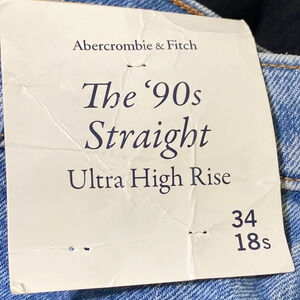 Abercrombie & Fitch
The ‘90s
Straight
Ultra High Rise
34
18s